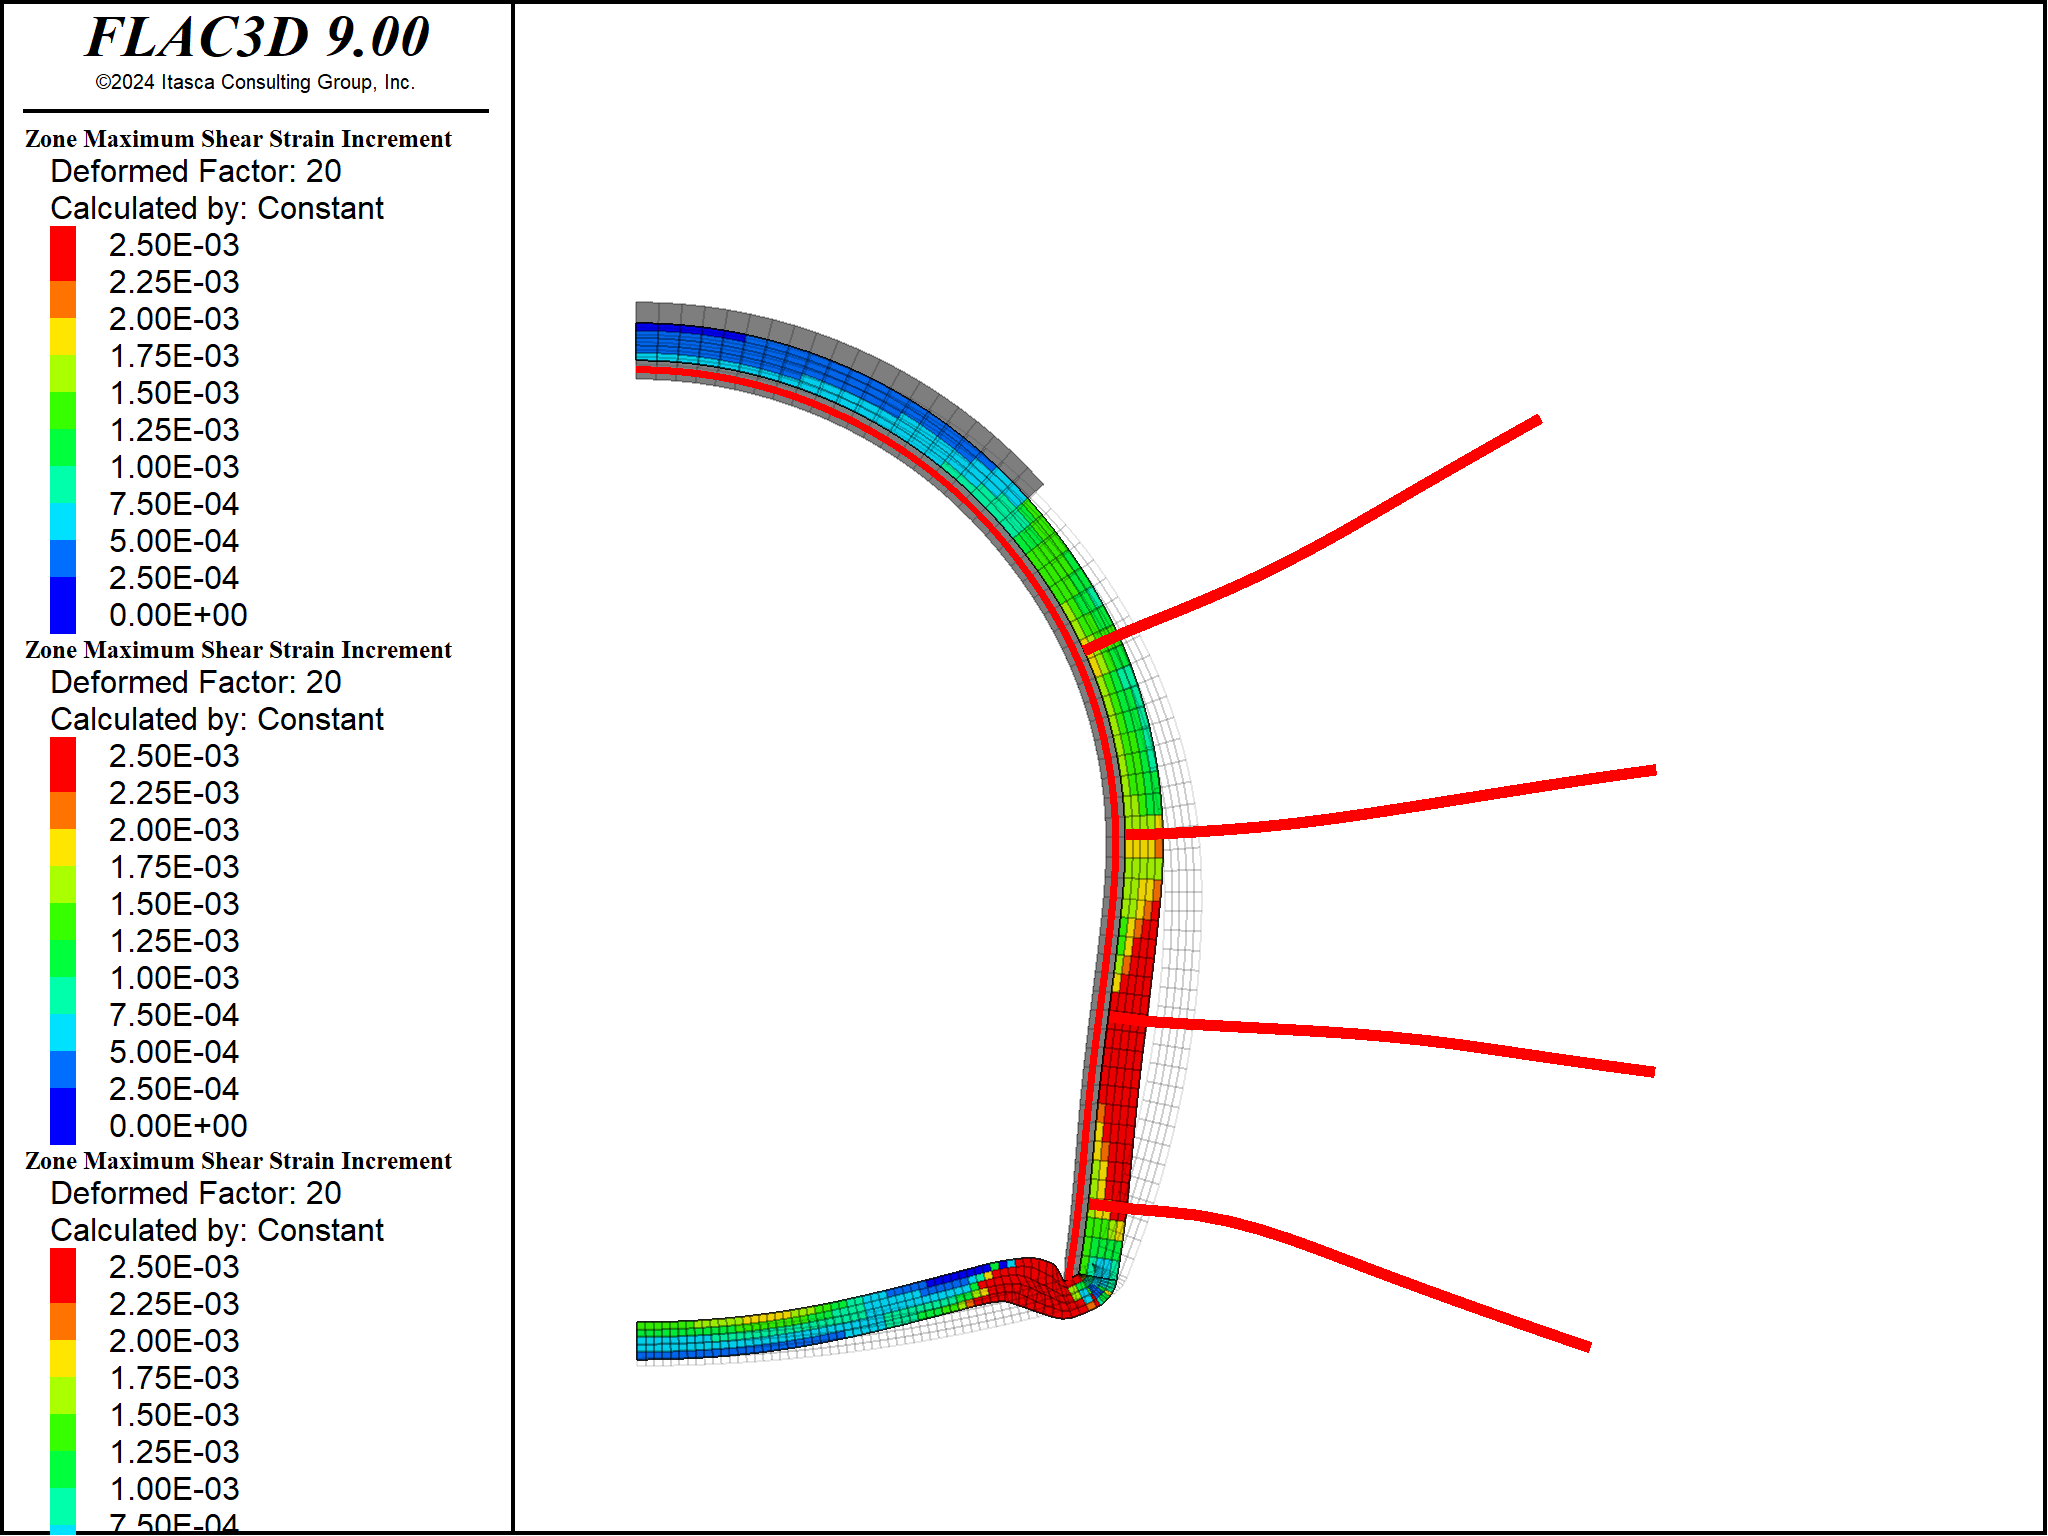 FLAC3D 9.00
©2024 Itasca Consulting Group, Inc.
Zone Maximum Shear Strain Increment
Deformed Factor: 20
Calculated by: Constant
2.50E-03
2.25E-03
2.00E-03
1.75E-03
1.50E-03
1.25E-03
1.00E-03
7.50E-04
5.00E-04
2.50E-04
0.00E+00
Zone Maximum Shear Strain Increment
Deformed Factor: 20
Calculated by: Constant
2.50E-03
2.25E-03
2.00E-03
1.75E-03
1.50E-03
1.25E-03
1.00E-03
7.50E-04
5.00E-04
2.50E-04
0.00E+00
Zone Maximum Shear Strain Increment
Deformed Factor: 20
Calculated by: Constant
2.50E-03
2.25E-03
2.00E-03
1.75E-03
1.50E-03
1.25E-03
1.00E-03
7.50E-04